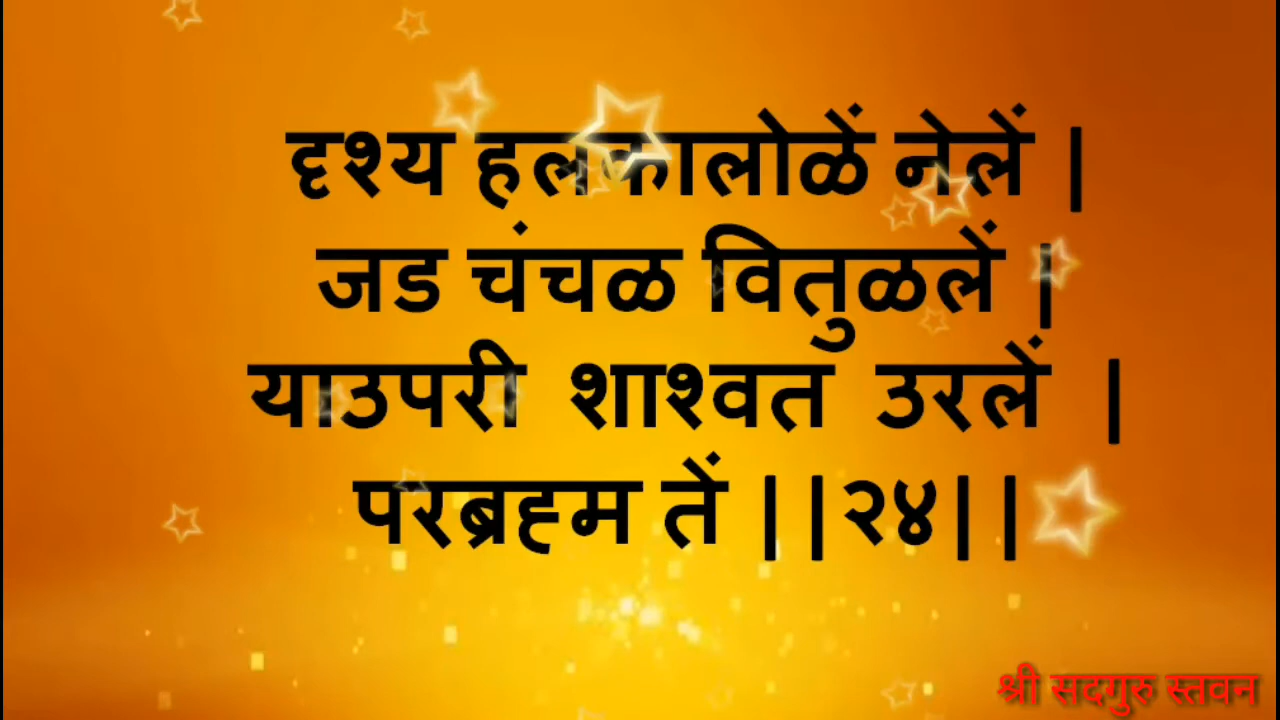 दृश्य हलकालोळें नेलें |
जड चंचळ वितुळलें |
याउपरी शाश्वत उरलें |
परब्रह्म तें ||२४||
श्री सदगुरु स्तवन